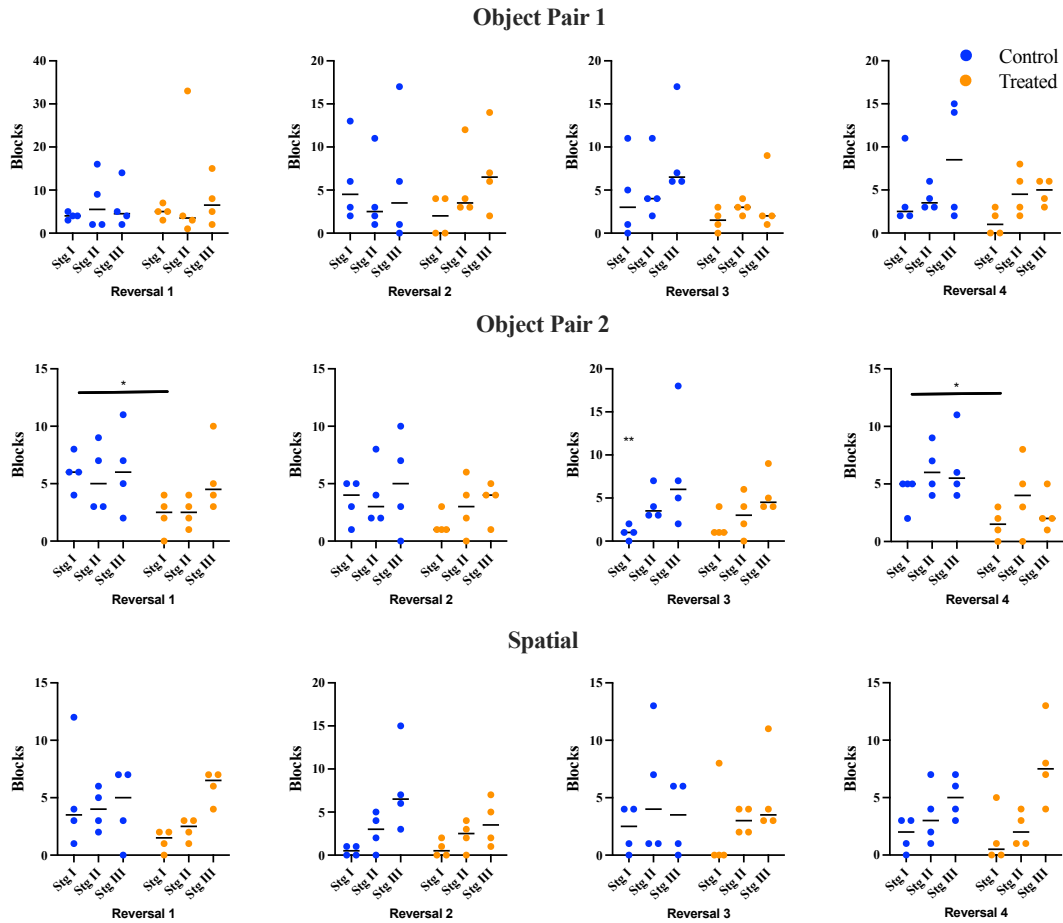 Object Pair 1
Control
Treated
Blocks
40
30
20
10
0
Stg I
Stg II
Stg III
Stg I
Stg II
Stg III
Reversal 1
Blocks
20
15
10
5
0
Stg I
Stg II
Stg III
Stg I
Stg II
Stg III
Reversal 2
Blocks
20
15
10
5
0
Stg I
Stg II
Stg III
Stg I
Stg II
Stg III
Reversal 3
Blocks
20
15
10
5
0
Stg I
Stg II
Stg III
Stg I
Stg II
Stg III
Reversal 4
Object Pair 2
Blocks
15
10
5
0
*
Stg I
Stg II
Stg III
Stg I
Stg II
Stg III
Reversal 1
Blocks
15
10
5
0
Stg I
Stg II
Stg III
Stg I
Stg II
Stg III
Reversal 2
Blocks
20
15
10
5
0
**
Stg I
Stg II
Stg III
Stg I
Stg II
Stg III
Reversal 3
Blocks
15
10
5
0
*
Stg I
Stg II
Stg III
Stg I
Stg II
Stg III
Reversal 4
Spatial
Blocks
15
10
5
0
Stg I
Stg II
Stg III
Stg I
Stg II
Stg III
Reversal 1
Blocks
20
15
10
5
0
Stg I
Stg II
Stg III
Stg I
Stg II
Stg III
Reversal 2
Blocks
15
10
5
0
Stg I
Stg II
Stg III
Stg I
Stg II
Stg III
Reversal 3
Blocks
15
10
5
0
Stg I
Stg II
Stg III
Stg I
Stg II
Stg III
Reversal 4